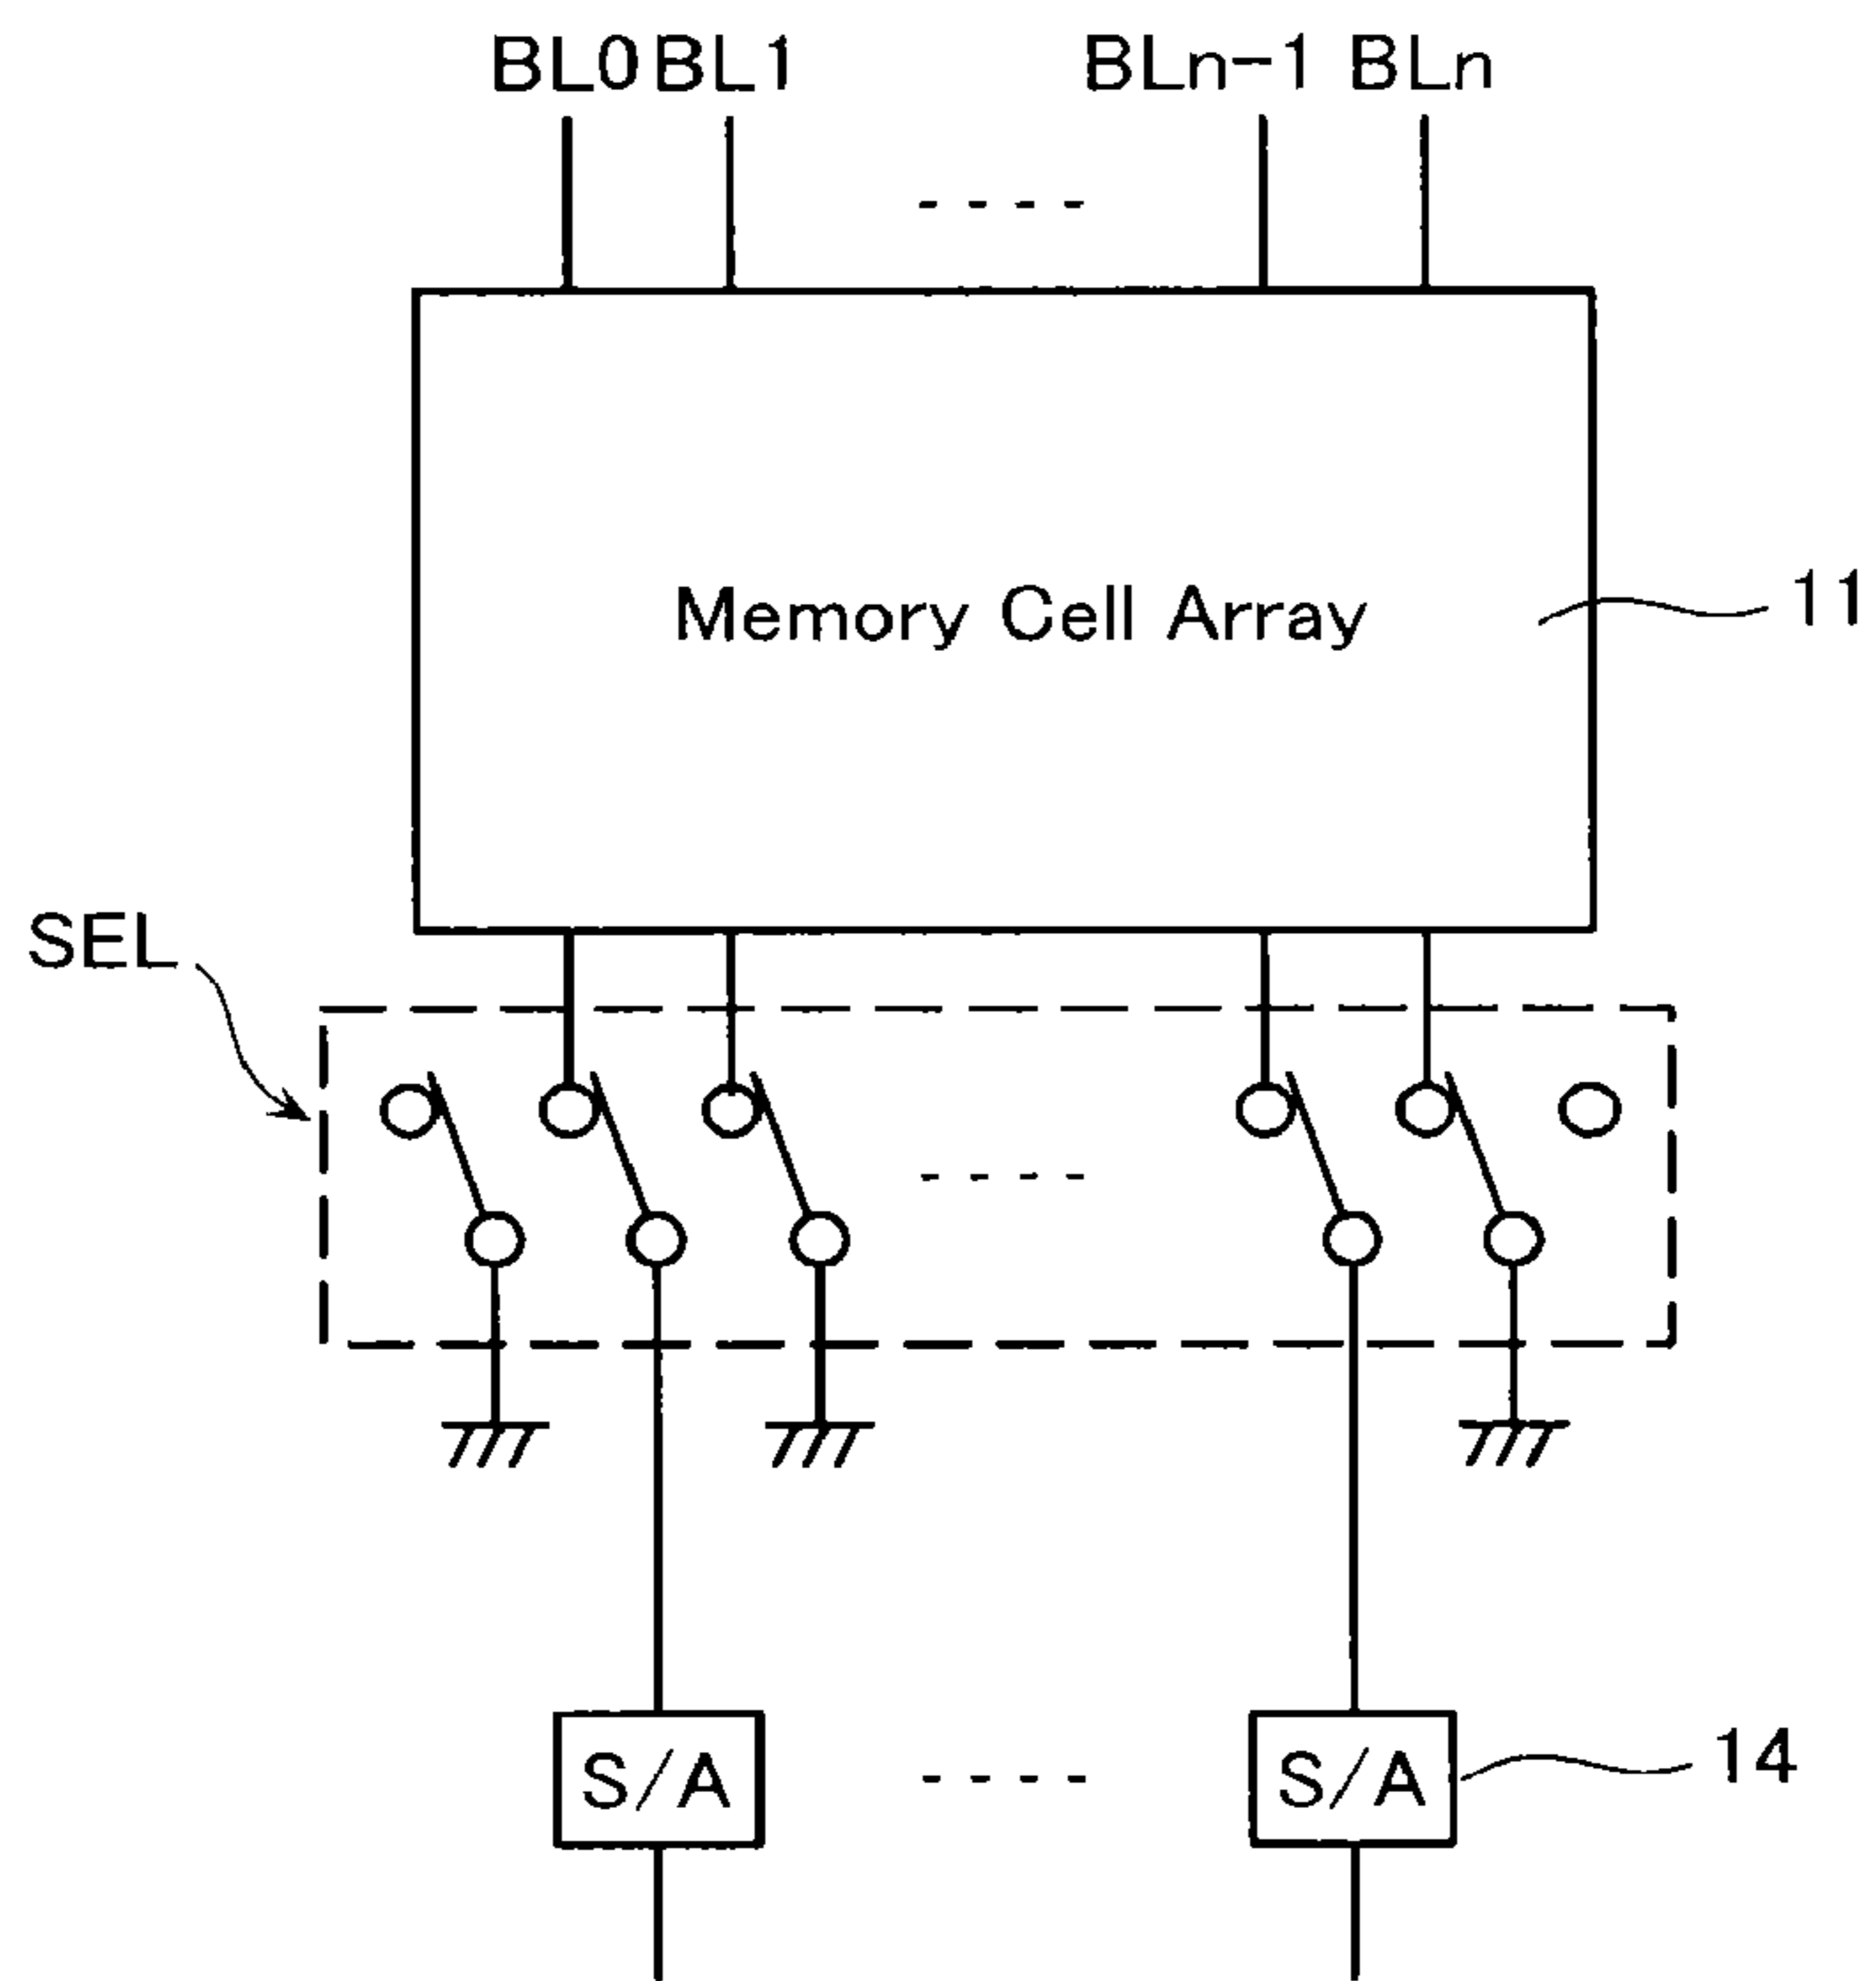 BL0 BL1 BLn-1 BLn
Memory Cell Array
11
SEL
S/A
S/A
14